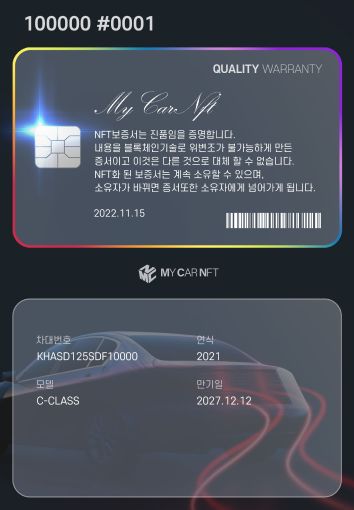 100000 #0001
QUALITY WARRANTY
My Car Nft
NFT보증서는 진품임을 증명합니다.
내용을 블록체인기술로 위변조가 불가능하게 만든
증서이고 이것은 다른 것으로 대체 할 수 없습니다.
NFT화 된 보증서는 계속 소유할 수 있으며,
소유자가 바뀌면 증서또한 소유자에게 넘어가게 됩니다.
2022.11.15
MY CAR NFT
차대번호 연식
KHASD125SDF10000 2021
모델 만기일
C-CLASS 2027.12.12